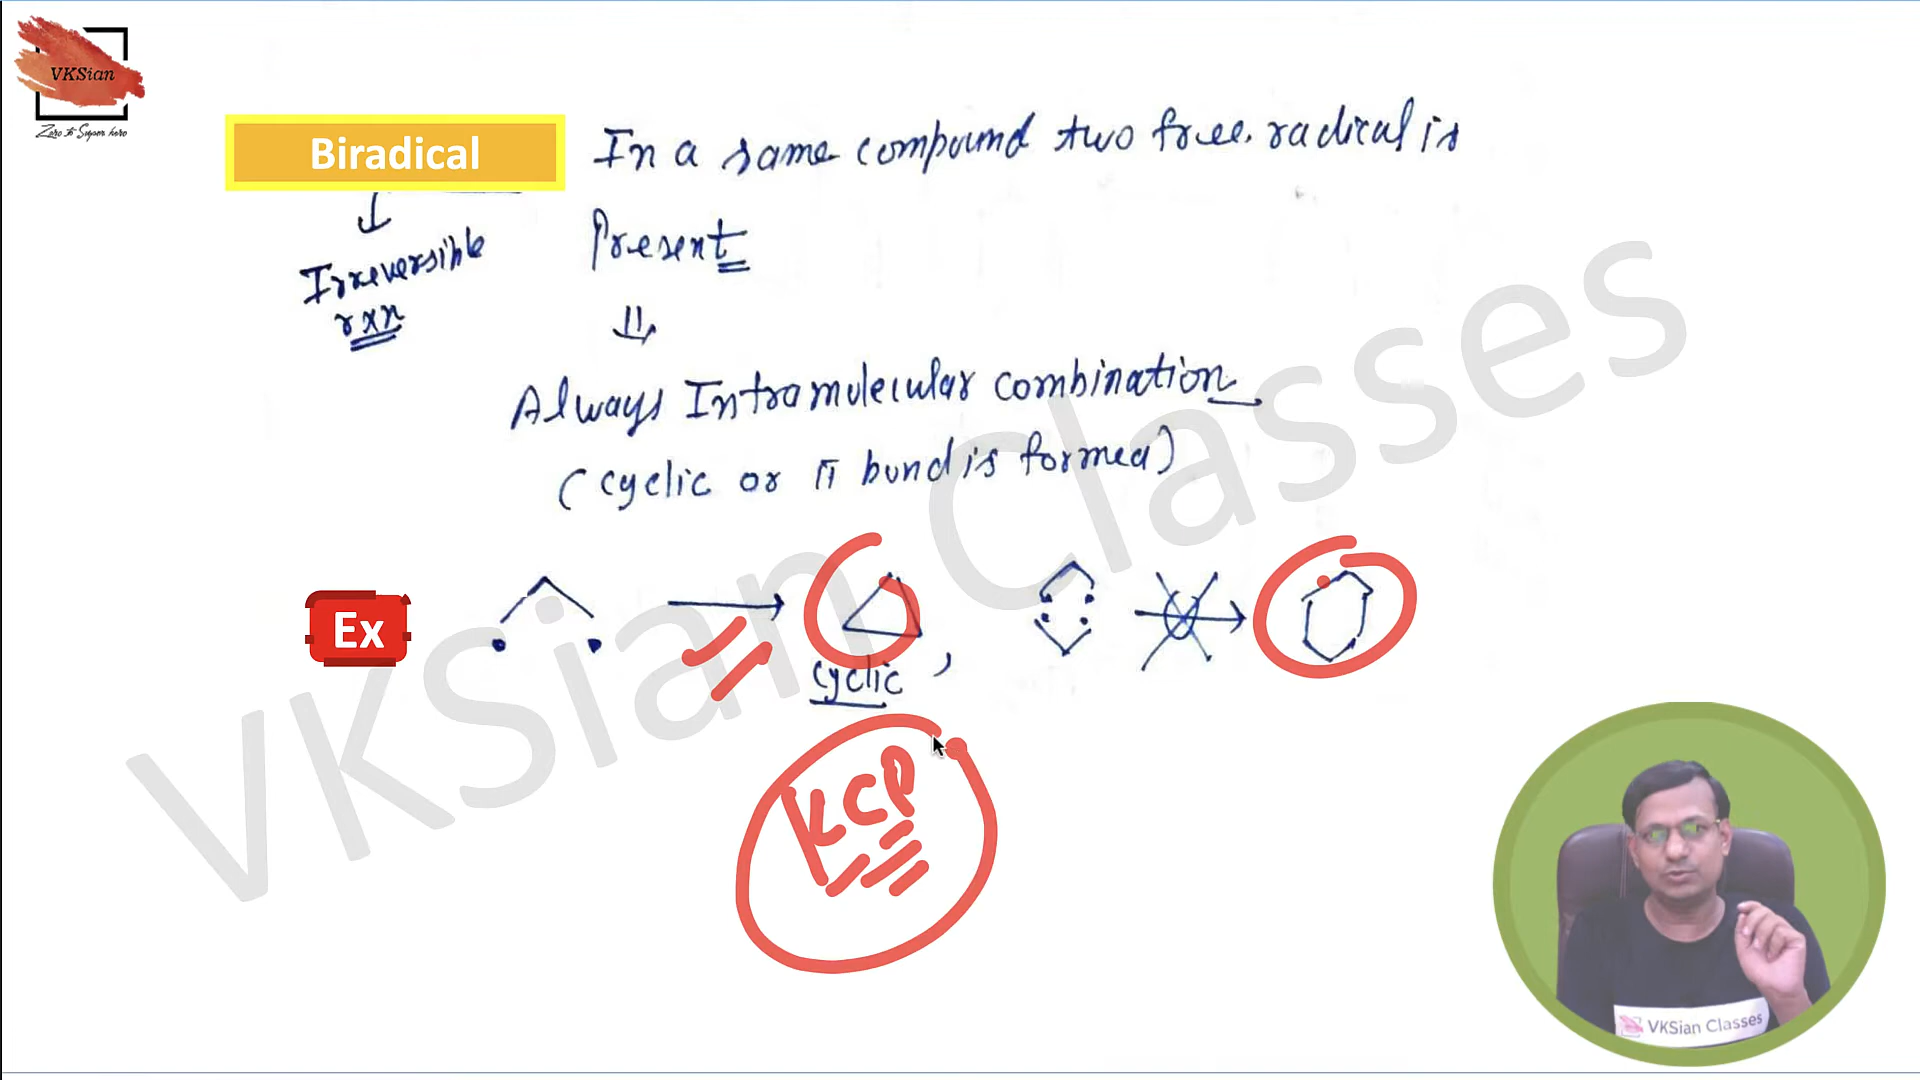 VKSian
Zero to Super hero
Biradical
In a same compound two free radical is
Present
Irreversible
rxn
Always Intramolecular combination
(cyclic or π bond is formed)
Ex
cyclic ,
KCP
VKSian Classes
VKSian Classes